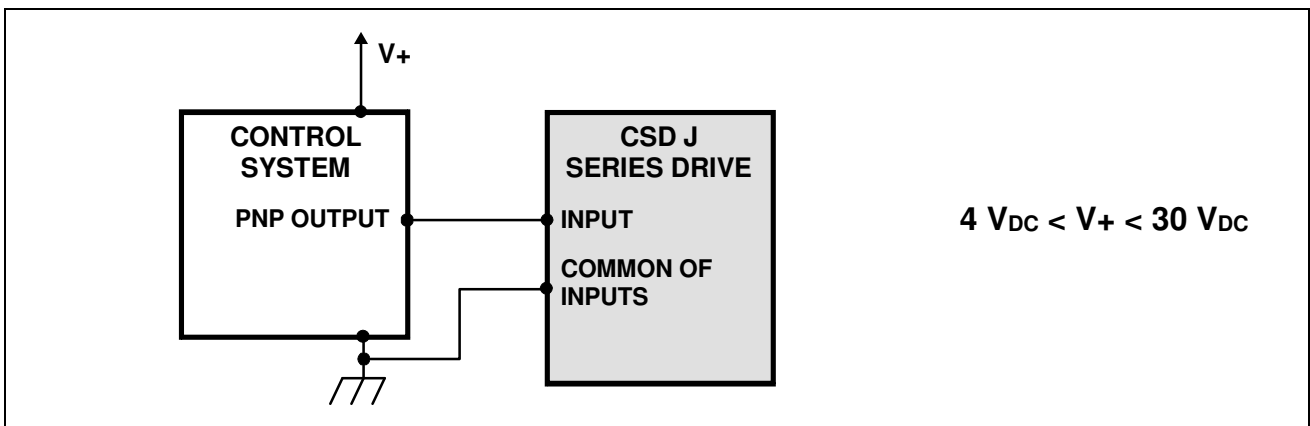 V+
CONTROL
SYSTEM
PNP OUTPUT
CSD J
SERIES DRIVE
INPUT
COMMON OF
INPUTS
4 VDC < V+ < 30 VDC